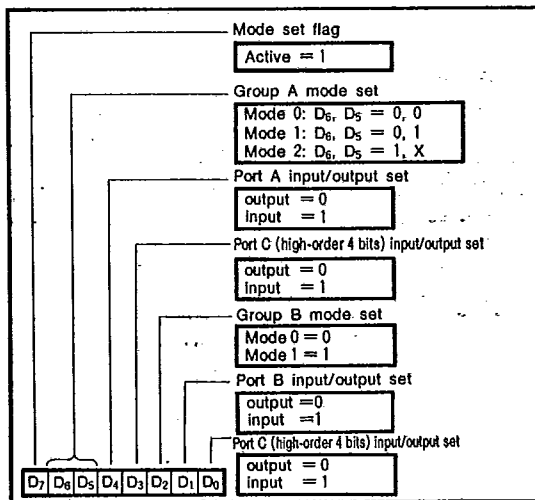 Mode set flag
Active = 1
Group A mode set
Mode 0: D6, D5 = 0, 0
Mode 1: D6, D5 = 0, 1
Mode 2: D6, D5 = 1, X
Port A input/output set
output = 0
input = 1
Port C (high-order 4 bits) input/output set
output = 0
input = 1
Group B mode set
Mode 0 = 0
Mode 1 = 1
Port B input/output set
output =0
input =1
Port C (high-order 4 bits) input/output set
output = 0
input = 1
D7 D6 D5 D4 D3 D2 D1 D0